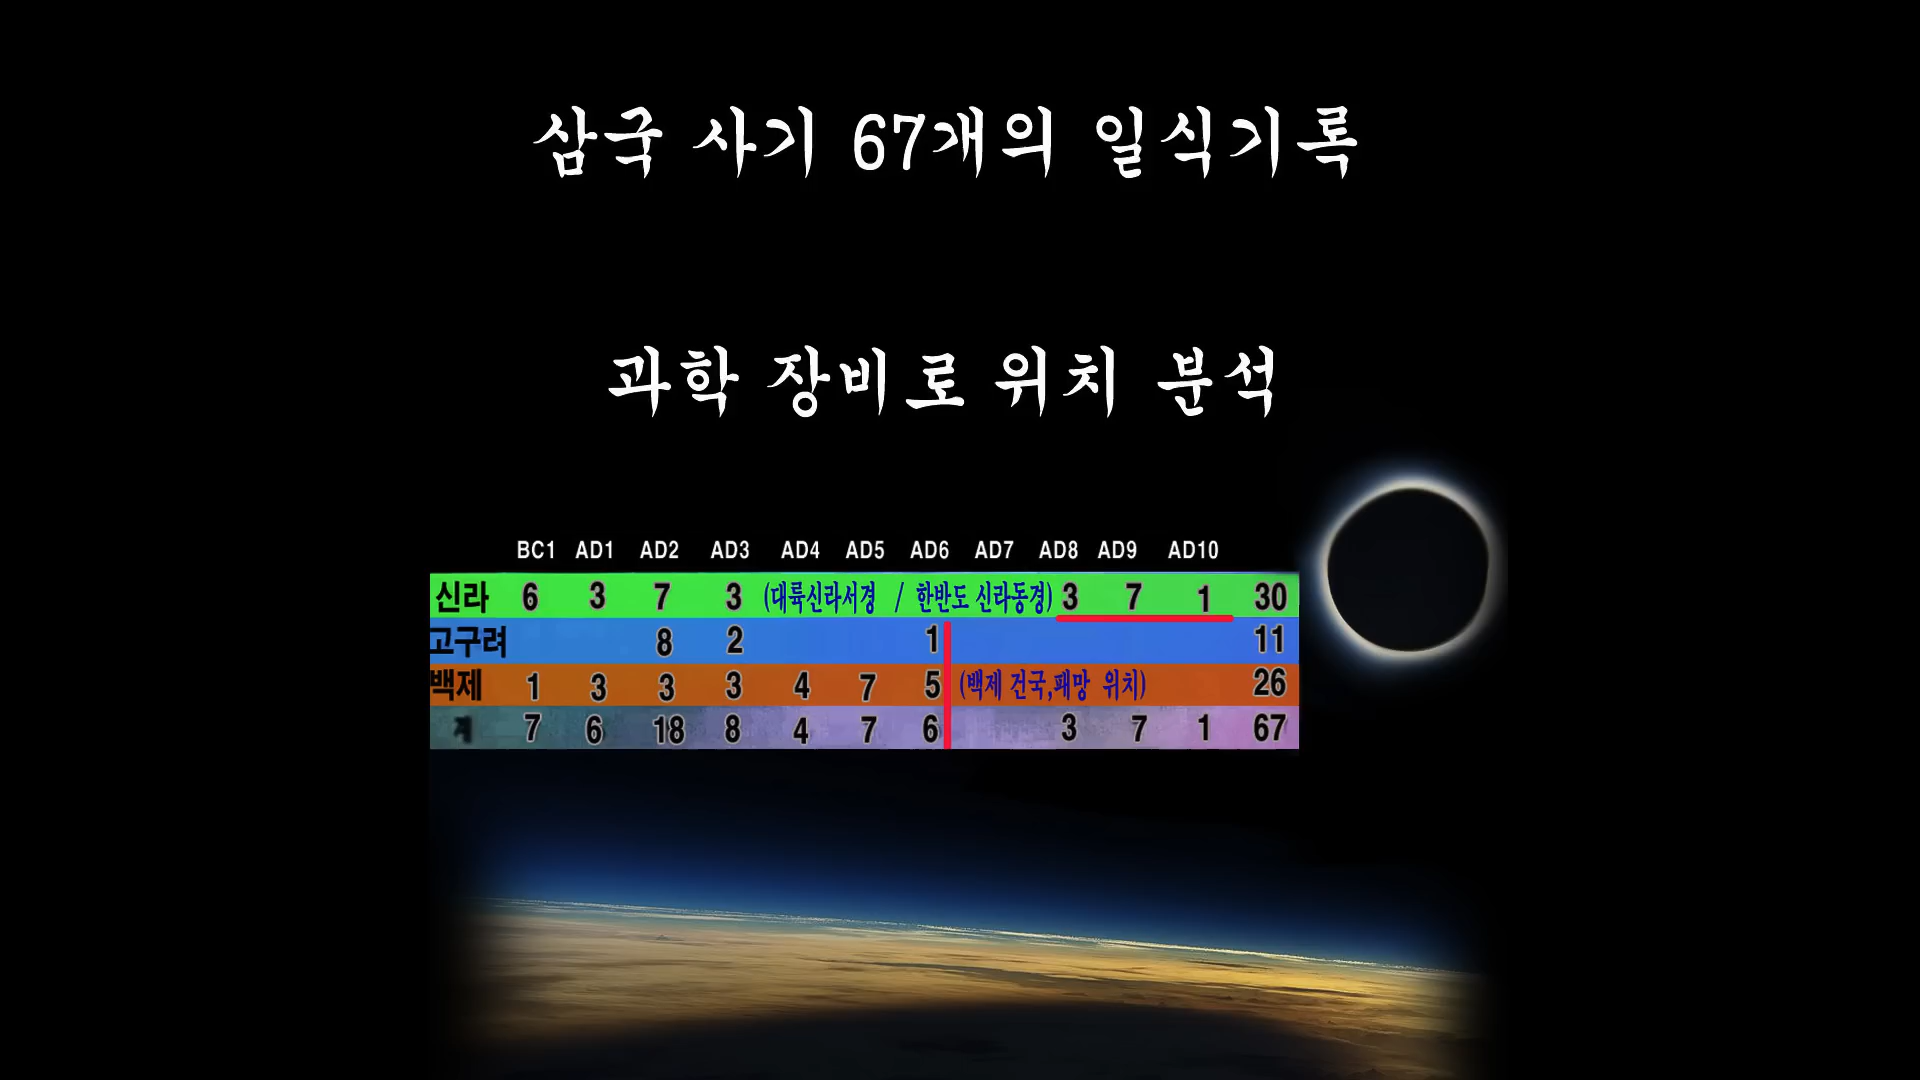 삼국 사기 67개의 일식기록
과학 장비로 위치 분석
BC1 AD1 AD2 AD3 AD4 AD5 AD6 AD7 AD8 AD9 AD10
신라 6 3 7 3 (대륙신라서경 / 한반도 신라동경) 3 7 1 30
고구려 8 2 1 11
백제 1 3 3 3 4 7 5 (백제 건국,패망 위치) 26
7 6 18 8 4 7 6 3 7 1 67